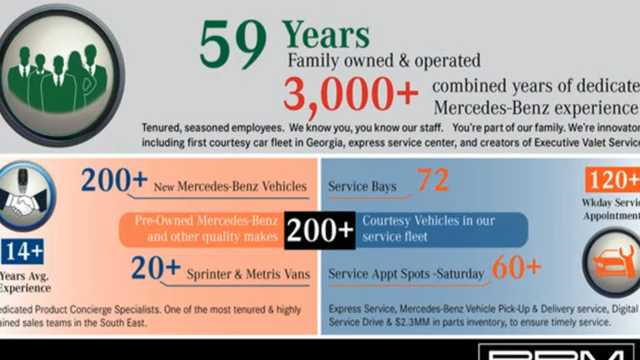 59 Years
Family owned & operated
3,000+ combined years of dedicate
Mercedes-Benz experience
Tenured, seasoned employees. We know you, you know our staff. You're part of our family. We're innovator
including first courtesy car fleet in Georgia, express service center, and creators of Executive Valet Service
200+ New Mercedes-Benz Vehicles
Pre-Owned Mercedes-Benz
and other quality makes
200+
14+
Years Avg.
Experience
20+ Sprinter & Metris Vans
edicated Product Concierge Specialists. One of the most tenured & highly
ained sales teams in the South East.
Service Bays 72
Courtesy Vehicles in our
service fleet
120+
Wkday Servic
Appointment
Service Appt Spots -Saturday 60+
Express Service, Mercedes-Benz Vehicle Pick-Up & Delivery service, Digital
Service Drive & $2.3MM in parts inventory, to ensure timely service.